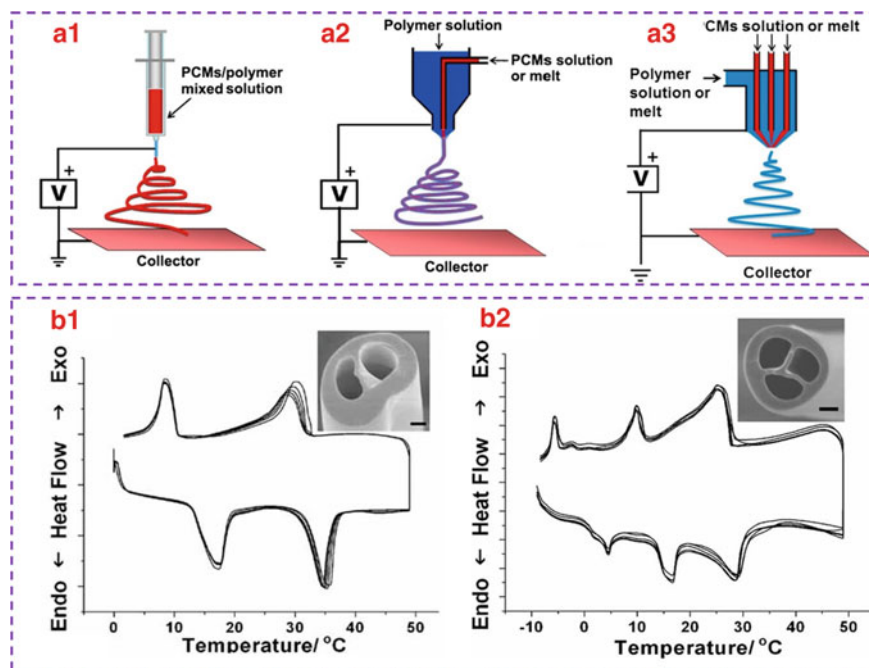 a1
PCMs/polymer
mixed solution
+
V
Collector
a2
Polymer solution
PCMs solution
or melt
+
V
Collector
a3
CMs solution or melt
Polymer
solution or
melt
+
V
Collector
b1
Endo ← Heat Flow → Exo
0 10 20 30 40 50
Temperature/ °C
b2
Endo ← Heat Flow → Exo
-10 0 10 20 30 40 50
Temperature/ °C